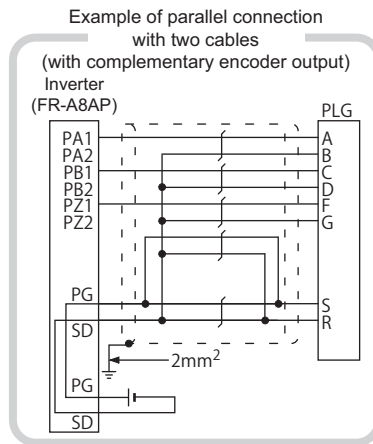 Example of parallel connection
with two cables
(with complementary encoder output)
Inverter
(FR-A8AP)
PLG
PA1
PA2
PB1
PB2
PZ1
PZ2
PG
SD
PG
SD
A
B
C
D
F
G
S
R
2mm²